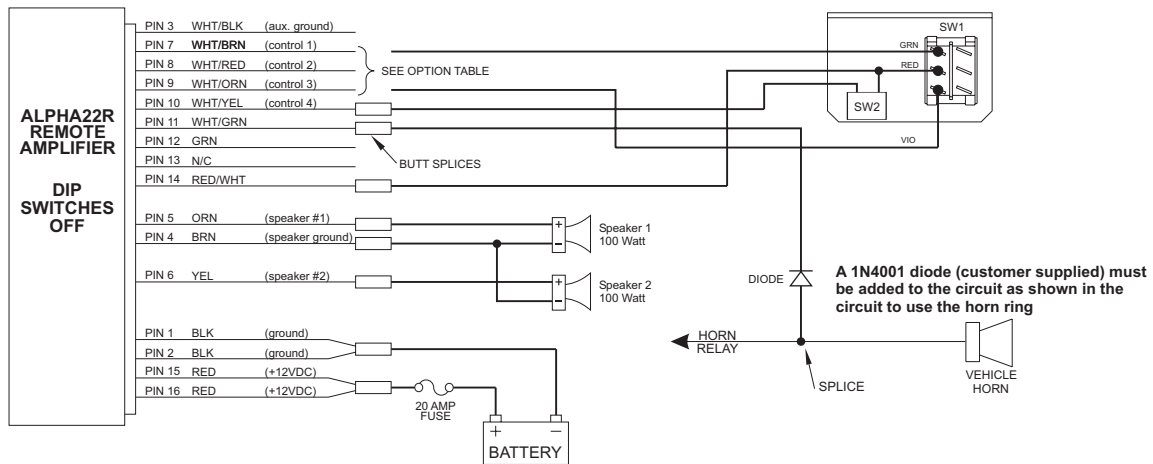 ALPHA22R
REMOTE
AMPLIFIER
DIP
SWITCHES
OFF
PIN 3 WHT/BLK (aux. ground)
PIN 7 WHT/BRN (control 1)
PIN 8 WHT/RED (control 2)
PIN 9 WHT/ORN (control 3)
PIN 10 WHT/YEL (control 4)
PIN 11 WHT/GRN
PIN 12 GRN
PIN 13 N/C
PIN 14 RED/WHT
PIN 5 ORN (speaker #1)
PIN 4 BRN (speaker ground)
PIN 6 YEL (speaker #2)
PIN 1 BLK (ground)
PIN 2 BLK (ground)
PIN 15 RED (+12VDC)
PIN 16 RED (+12VDC)
SEE OPTION TABLE
BUTT SPLICES
+
–
Speaker 1
100 Watt
+
–
Speaker 2
100 Watt
20 AMP
FUSE
+ –
BATTERY
SW1
GRN
RED
SW2
VIO
DIODE
A 1N4001 diode (customer supplied) must
be added to the circuit as shown in the
circuit to use the horn ring
HORN
RELAY
SPLICE
VEHICLE
HORN